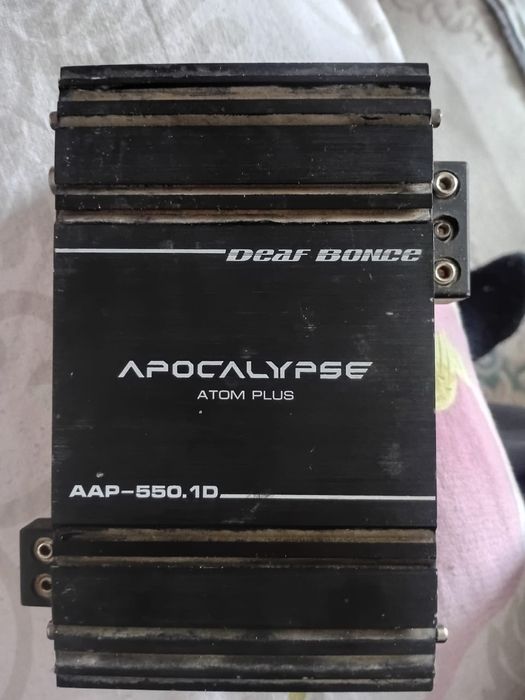 Deaf Bonce
APOCALYPSE
ATOM PLUS
AAP-550.1D